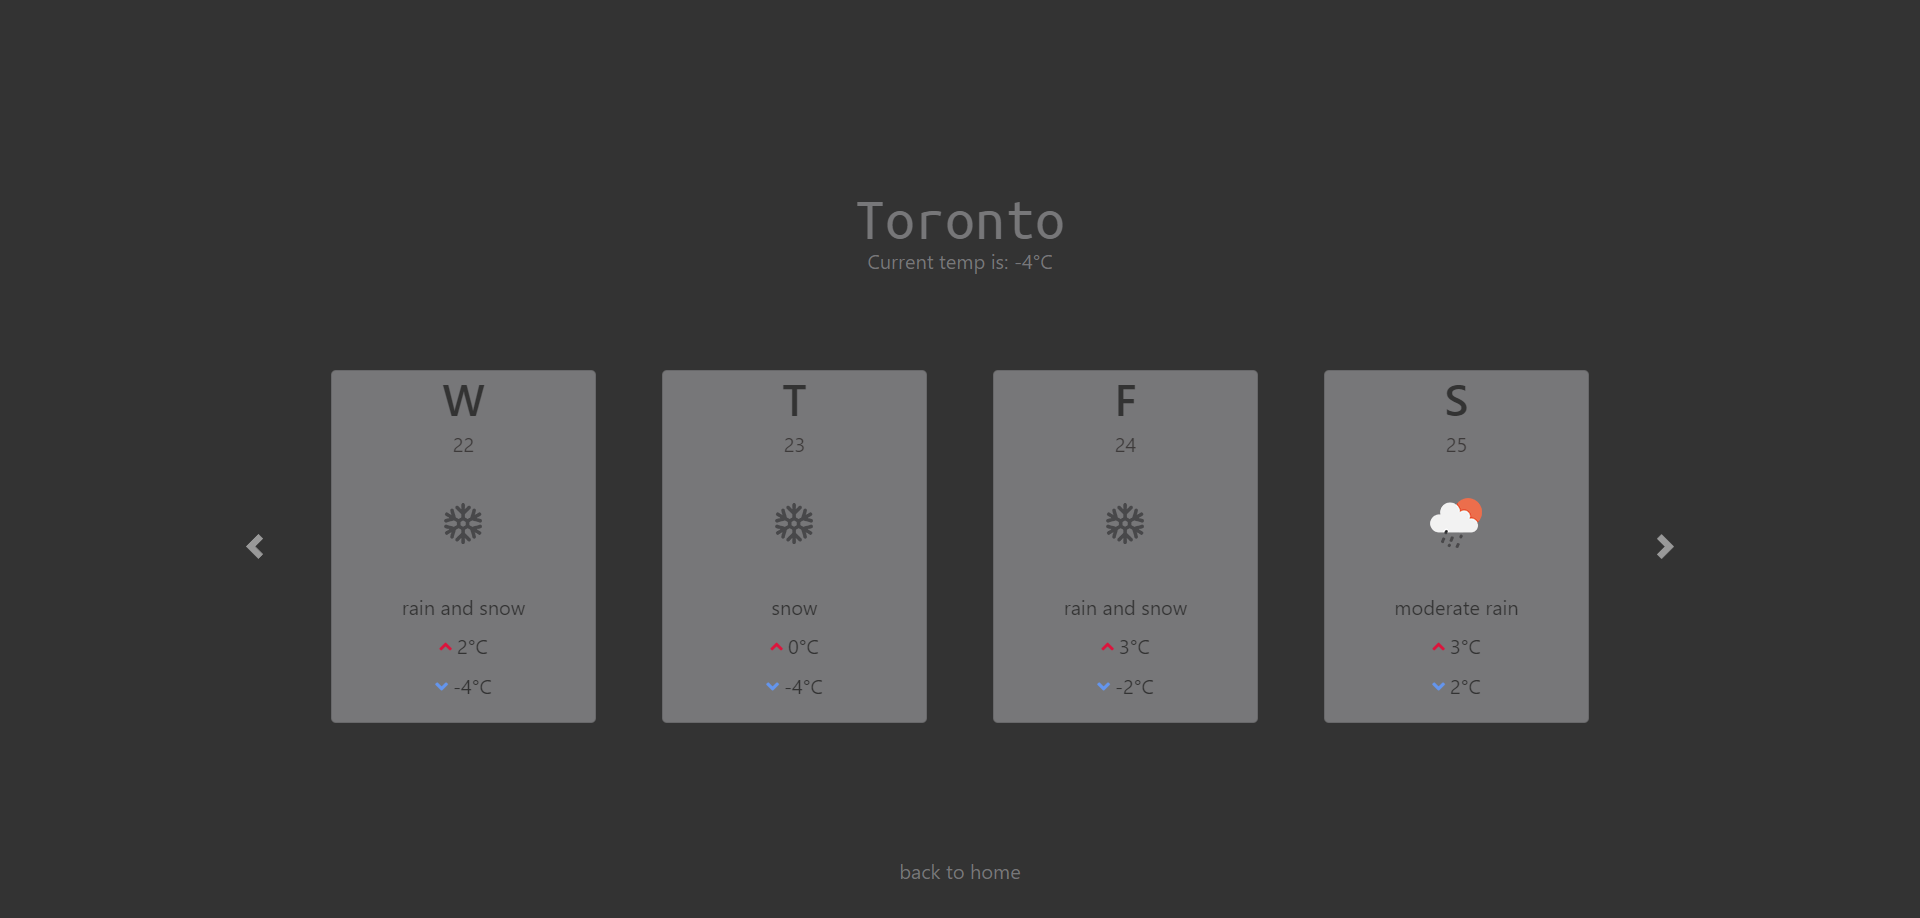 Toronto
Current temp is: -4°C
W
22
rain and snow
2°C
-4°C
T
23
snow
0°C
-4°C
F
24
rain and snow
3°C
-2°C
S
25
moderate rain
3°C
2°C
back to home